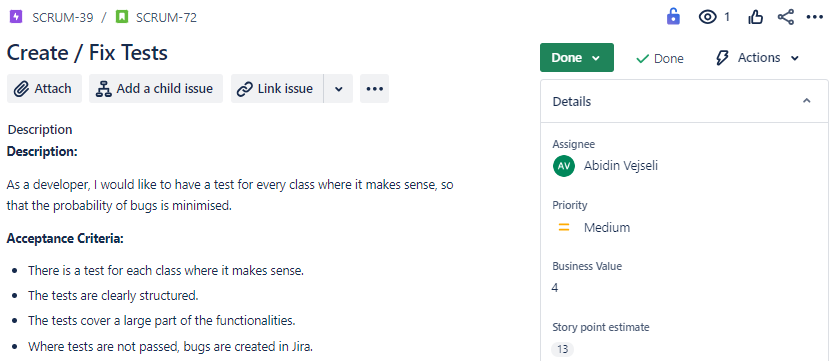 SCRUM-39 / SCRUM-72
1
Create / Fix Tests
Attach
Add a child issue
Link issue
Description
Description:
As a developer, I would like to have a test for every class where it makes sense, so
that the probability of bugs is minimised.
Acceptance Criteria:
• There is a test for each class where it makes sense.
• The tests are clearly structured.
• The tests cover a large part of the functionalities.
• Where tests are not passed, bugs are created in Jira.
Done
Done
Actions
Details
Assignee
AV Abidin Vejseli
Priority
Medium
Business Value
4
Story point estimate
13